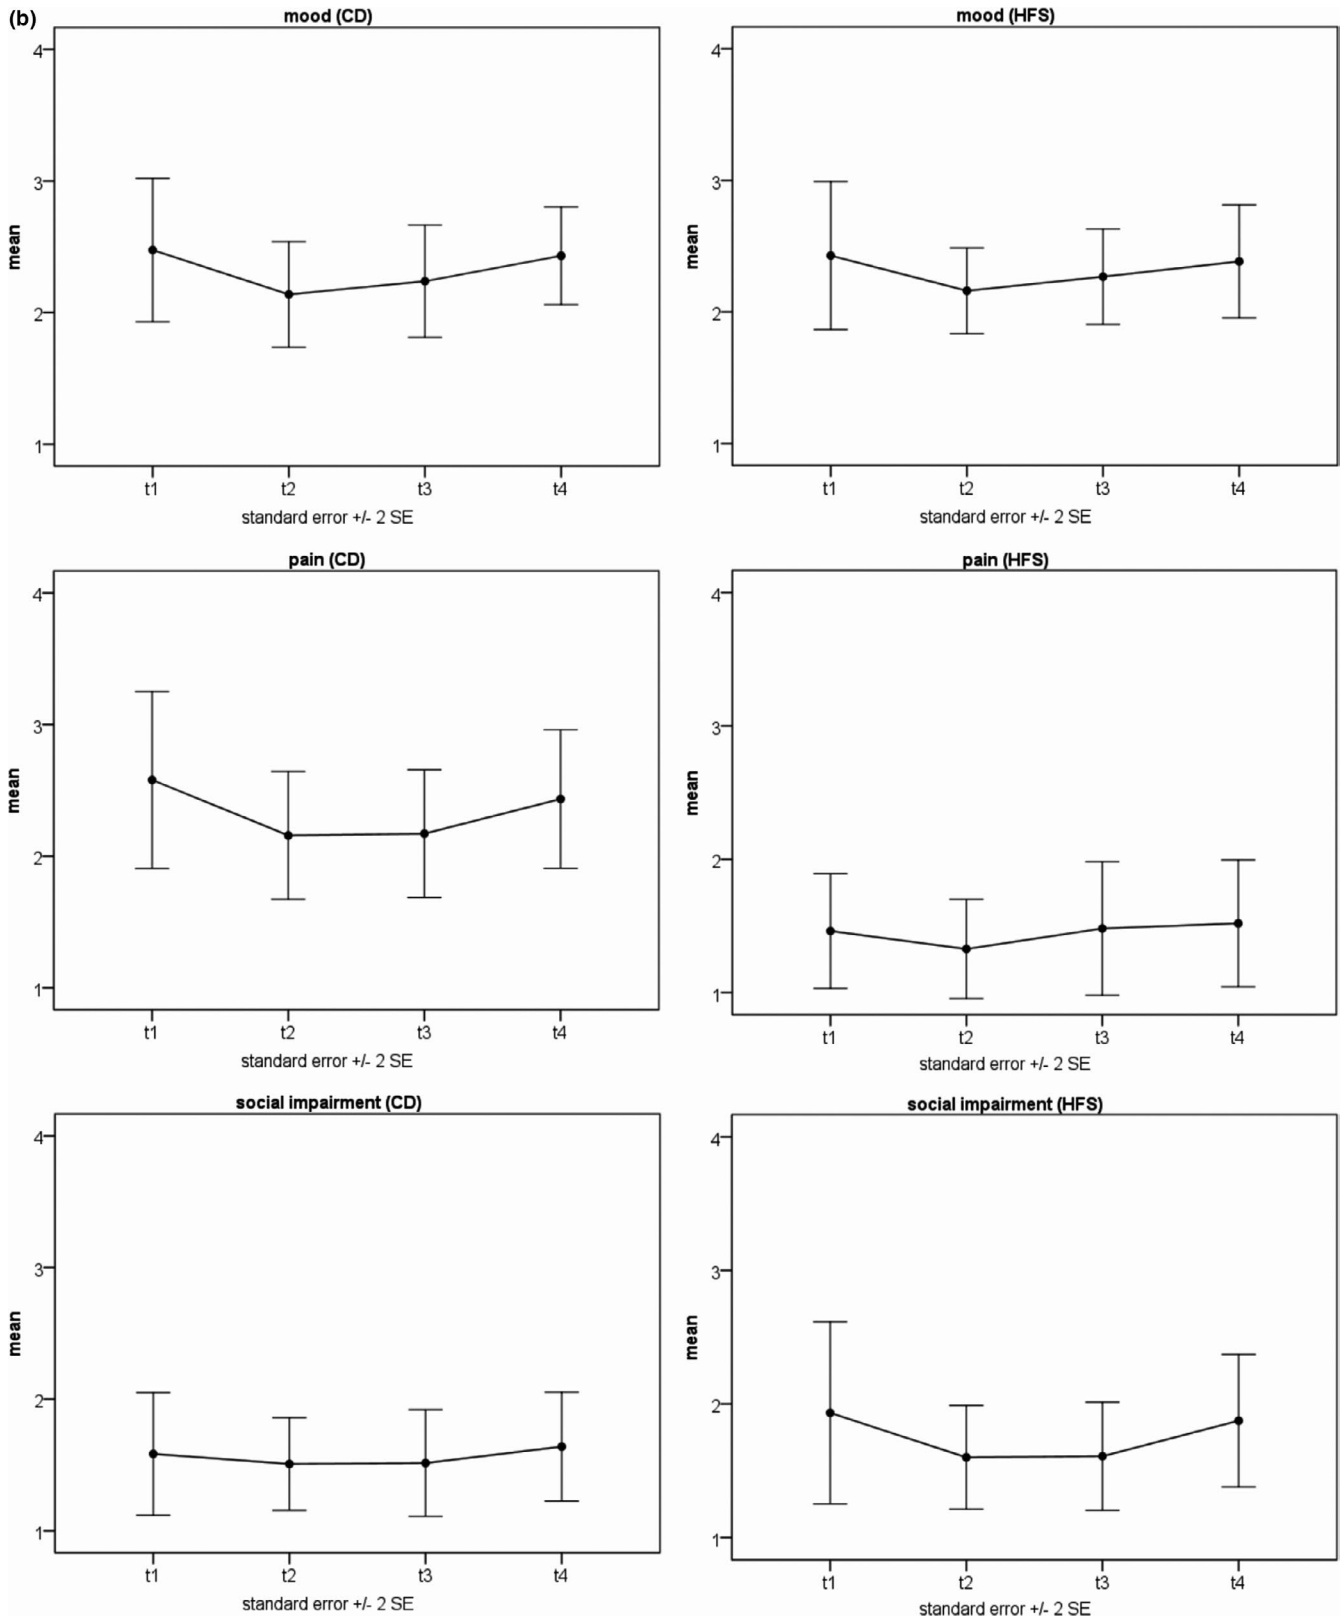 (b)
mood (CD)
4
3
mean
2
1
t1 t2 t3 t4
standard error +/- 2 SE
mood (HFS)
4
3
mean
2
1
t1 t2 t3 t4
standard error +/- 2 SE
pain (CD)
4
3
mean
2
1
t1 t2 t3 t4
standard error +/- 2 SE
pain (HFS)
4
3
mean
2
1
t1 t2 t3 t4
standard error +/- 2 SE
social impairment (CD)
4
3
mean
2
1
t1 t2 t3 t4
standard error +/- 2 SE
social impairment (HFS)
4
3
mean
2
1
t1 t2 t3 t4
standard error +/- 2 SE